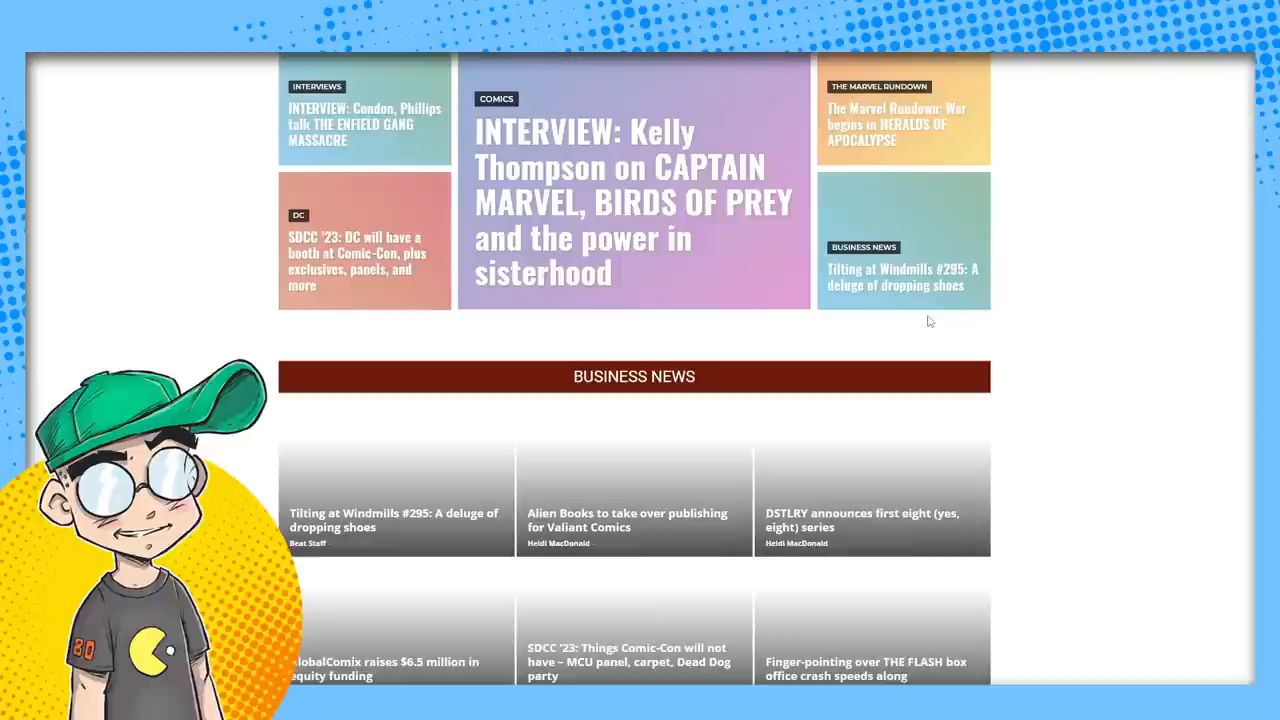 INTERVIEWS
INTERVIEW: Condon, Phillips
talk THE ENFIELD GANG
MASSACRE
DC
SDCC '23: DC will have a
booth at Comic-Con, plus
exclusives, panels, and
more
COMICS
INTERVIEW: Kelly
Thompson on CAPTAIN
MARVEL, BIRDS OF PREY
and the power in
sisterhood
THE MARVEL RUNDOWN
The Marvel Rundown: War
begins in HERALDS OF
APOCALYPSE
BUSINESS NEWS
Tilting at Windmills #295: A
deluge of dropping shoes
BUSINESS NEWS
Tilting at Windmills #295: A deluge of
dropping shoes
Beat Staff
Alien Books to take over publishing
for Valiant Comics
Heidi MacDonald
DSTLRY announces first eight (yes,
eight) series
Heidi MacDonald
lobalComix raises $6.5 million in
equity funding
SDCC '23: Things Comic-Con will not
have – MCU panel, carpet, Dead Dog
party
Finger-pointing over THE FLASH box
office crash speeds along
80